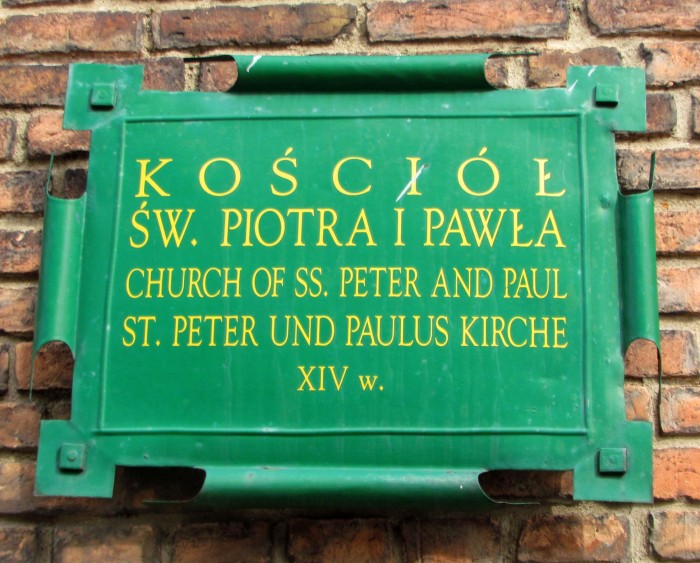 KOŚCIÓŁ
ŚW. PIOTRA I PAWŁA
CHURCH OF SS. PETER AND PAUL
ST. PETER UND PAULUS KIRCHE
XIV w.